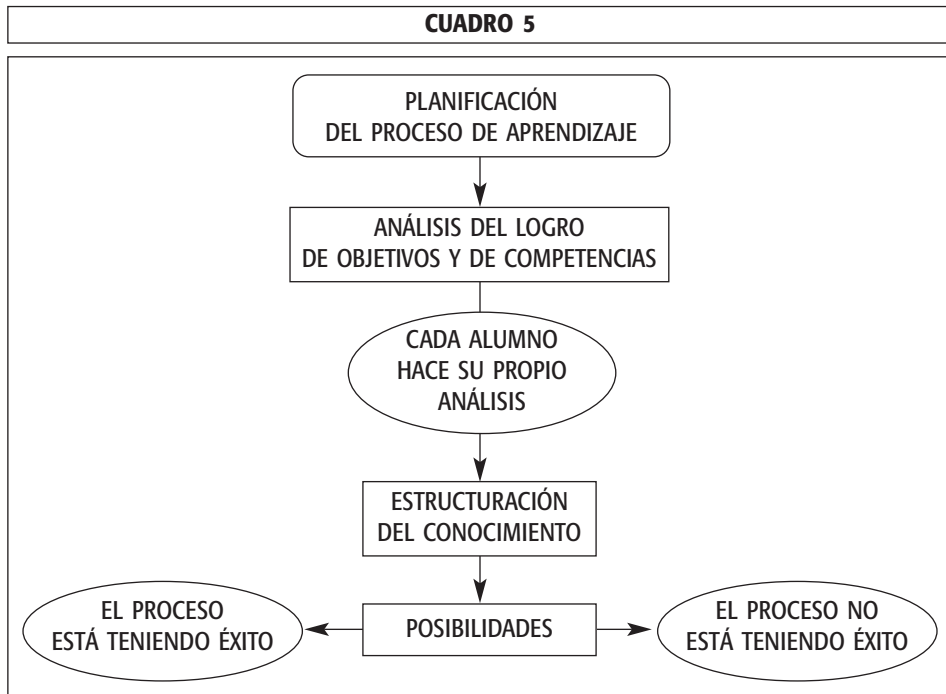 CUADRO 5
PLANIFICACIÓN
DEL PROCESO DE APRENDIZAJE
ANÁLISIS DEL LOGRO
DE OBJETIVOS Y DE COMPETENCIAS
CADA ALUMNO
HACE SU PROPIO
ANÁLISIS
ESTRUCTURACIÓN
DEL CONOCIMIENTO
EL PROCESO
ESTÁ TENIENDO ÉXITO
POSIBILIDADES
EL PROCESO NO
ESTÁ TENIENDO ÉXITO